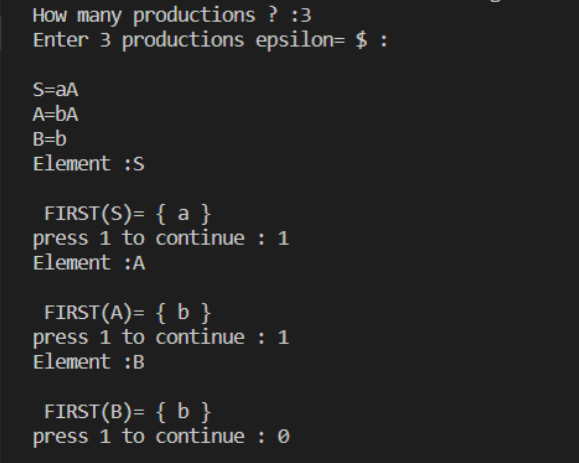 How many productions ? :3
Enter 3 productions epsilon= $ :
S=aA
A=bA
B=b
Element :S
FIRST(S)= { a }
press 1 to continue : 1
Element :A
FIRST(A)= { b }
press 1 to continue : 1
Element :B
FIRST(B)= { b }
press 1 to continue : 0